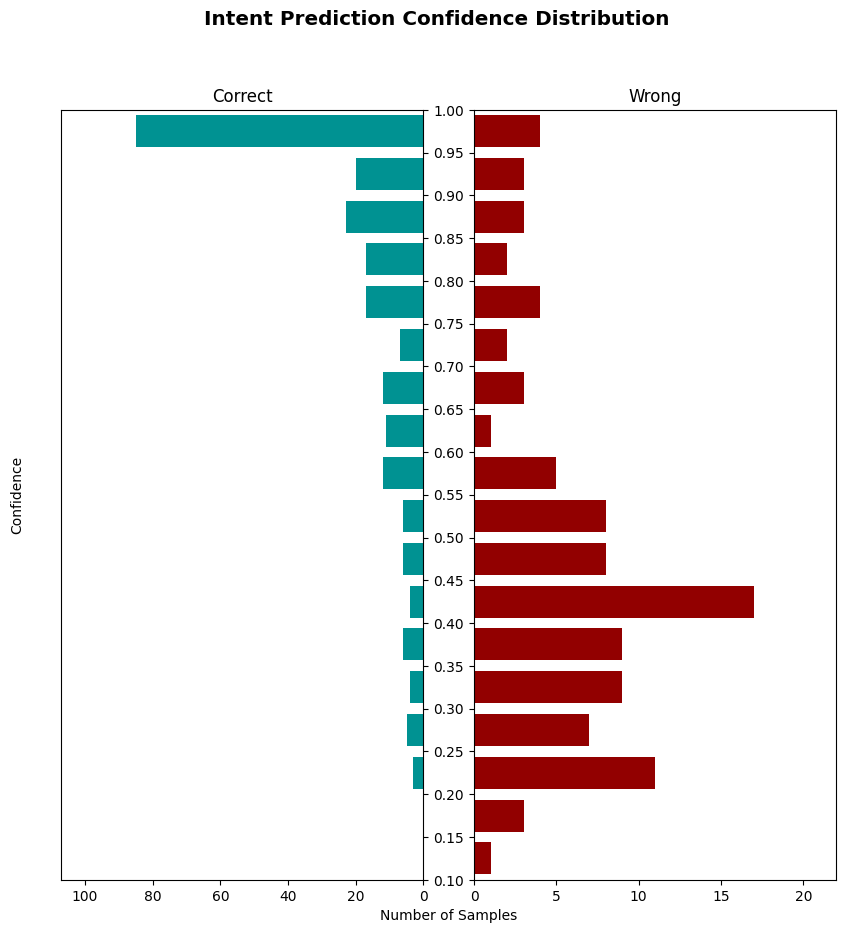 Intent Prediction Confidence Distribution
Correct
Wrong
1.00
0.95
0.90
0.85
0.80
0.75
0.70
0.65
0.60
0.55
0.50
0.45
0.40
0.35
0.30
0.25
0.20
0.15
0.10
Confidence
100 80 60 40 20 0
0 5 10 15 20
Number of Samples